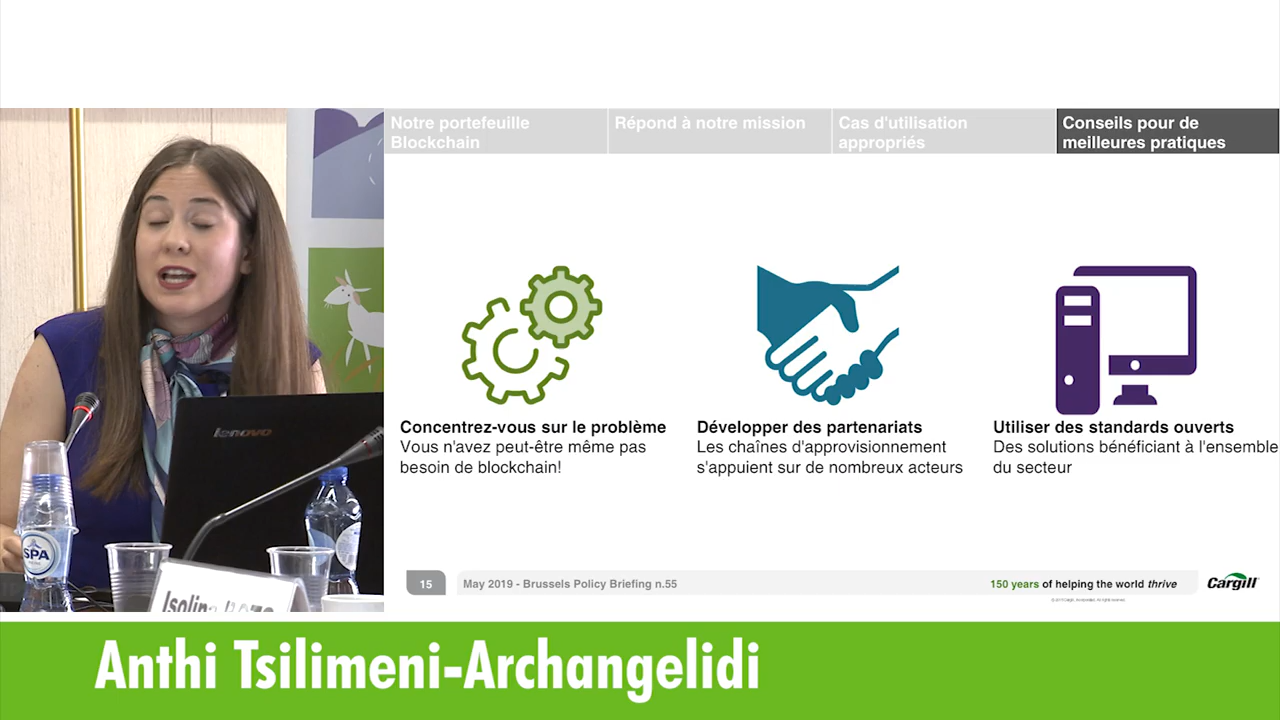 Notre portefeuille
Blockchain
Répond à notre mission
Cas d'utilisation
appropriés
Conseils pour de
meilleures pratiques
Concentrez-vous sur le problème
Vous n'avez peut-être même pas
besoin de blockchain!
Développer des partenariats
Les chaînes d'approvisionnement
s'appuient sur de nombreux acteurs
Utiliser des standards ouverts
Des solutions bénéficiant à l'ensemble
du secteur
lenovo
SPA
15
May 2019 - Brussels Policy Briefing n.55
150 years of helping the world thrive
Cargill
Anthi Tsilimeni-Archangelidi